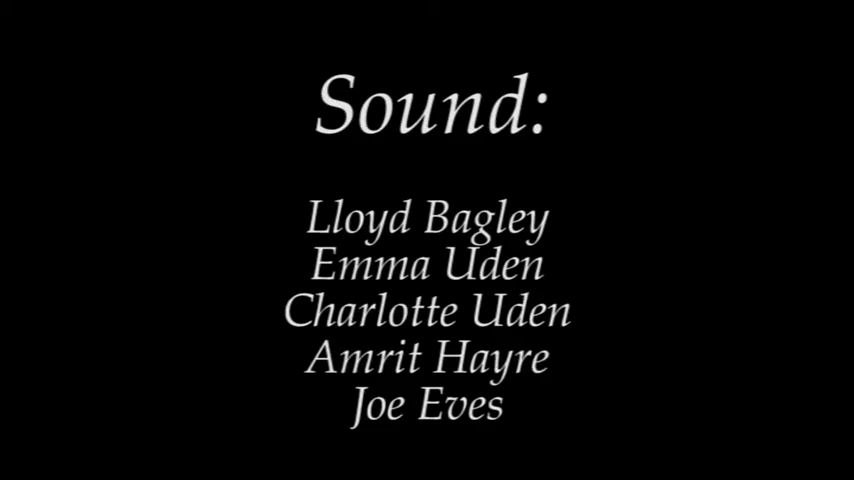 Sound:
Lloyd Bagley
Emma Uden
Charlotte Uden
Amrit Hayre
Joe Eves